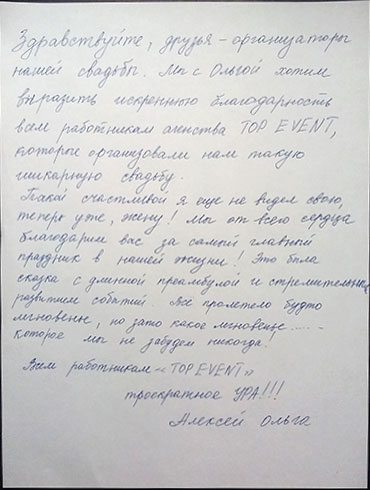 Здравствуйте, друзья - организаторы
нашей свадьбы. Мы с Ольгой хотим
выразить искреннюю благодарность
всем работникам агенства TOP EVENT,
которые организовали нам такую
шикарную свадьбу.
Такой счастливой я еще не видел свою,
теперь уже, жену! Мы от всего сердца
благодарим вас за самый главный
праздник в нашей жизни! Это была
сказка с длинной преамбулой и стремительным
развитием событий. Все пролетело будто
мгновенье, но зато какое мгновенье......
которое мы не забудем никогда!
Всем работникам «TOP EVENT»
троекратное УРА!!!
Алексей Ольга